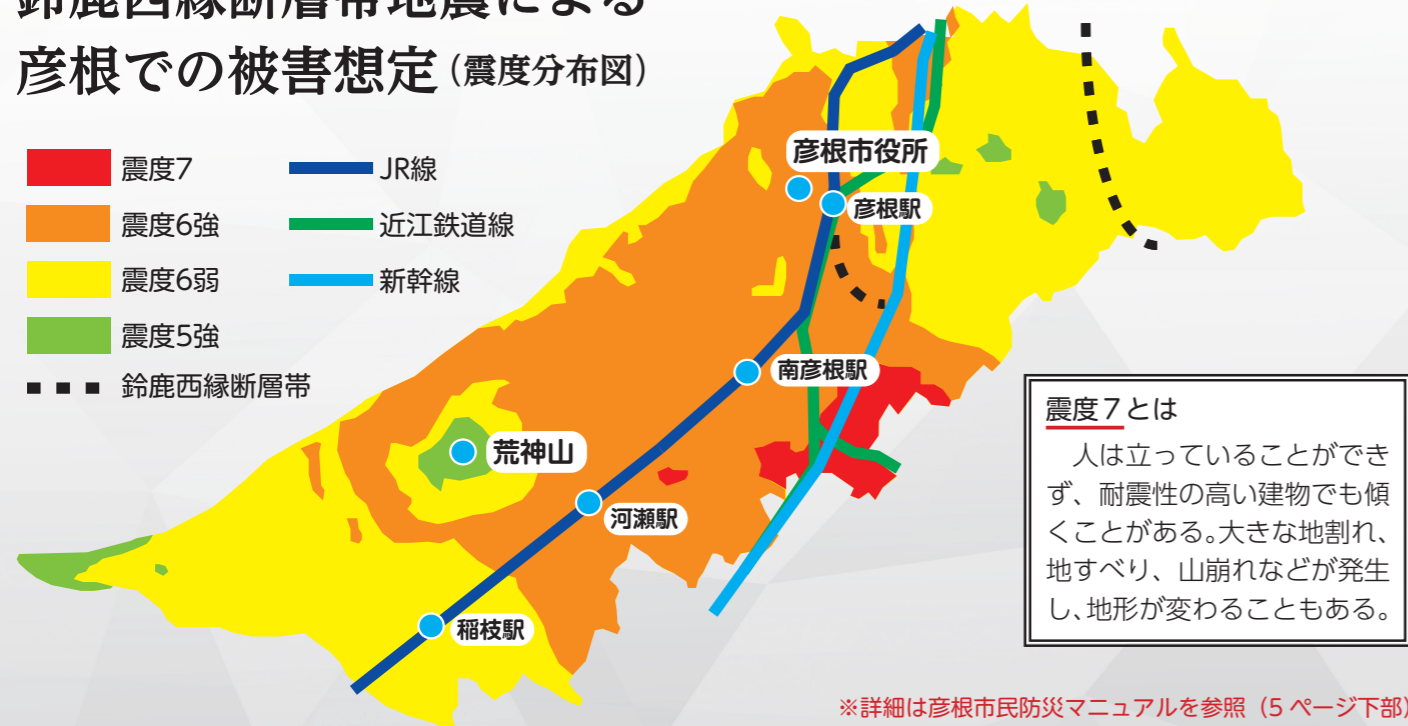 鈴鹿西縁断層帯地震による
彦根での被害想定（震度分布図）
震度7
JR線
震度6強
近江鉄道線
震度6弱
新幹線
震度5強
鈴鹿西縁断層帯
彦根市役所
彦根駅
南彦根駅
荒神山
河瀬駅
稲枝駅
震度７とは
人は立っていることができ
ず、耐震性の高い建物でも傾
くことがある。大きな地割れ、
地すべり、山崩れなどが発生
し、地形が変わることもある。
※詳細は彦根市民防災マニュアルを参照（5 ページ下部）